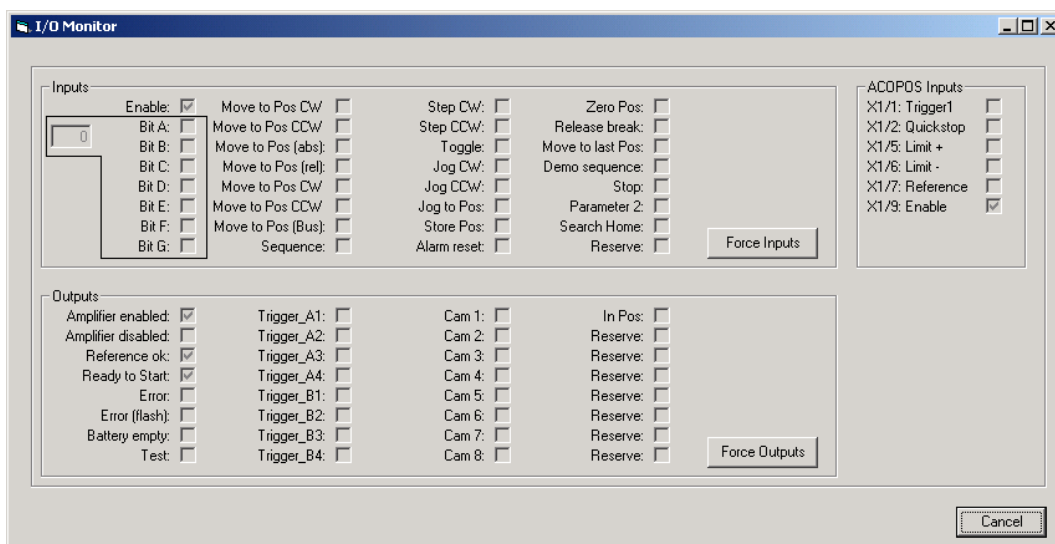 I/O Monitor
Inputs
Enable:
0
Bit A:
Bit B:
Bit C:
Bit D:
Bit E:
Bit F:
Bit G:
Move to Pos CW
Move to Pos CCW
Move to Pos (abs):
Move to Pos (rel):
Move to Pos CW
Move to Pos CCW
Move to Pos (Bus):
Sequence:
Step CW:
Step CCW:
Toggle:
Jog CW:
Jog CCW:
Jog to Pos:
Store Pos:
Alarm reset:
Zero Pos:
Release break:
Move to last Pos:
Demo sequence:
Stop:
Parameter 2:
Search Home:
Reserve:
Force Inputs
ACOPOS Inputs
X1/1: Trigger1
X1/2: Quickstop
X1/5: Limit +
X1/6: Limit -
X1/7: Reference
X1/9: Enable
Outputs
Amplifier enabled:
Amplifier disabled:
Reference ok:
Ready to Start:
Error:
Error (flash):
Battery empty:
Test:
Trigger_A1:
Trigger_A2:
Trigger_A3:
Trigger_A4:
Trigger_B1:
Trigger_B2:
Trigger_B3:
Trigger_B4:
Cam 1:
Cam 2:
Cam 3:
Cam 4:
Cam 5:
Cam 6:
Cam 7:
Cam 8:
In Pos:
Reserve:
Reserve:
Reserve:
Reserve:
Reserve:
Reserve:
Reserve:
Force Outputs
Cancel